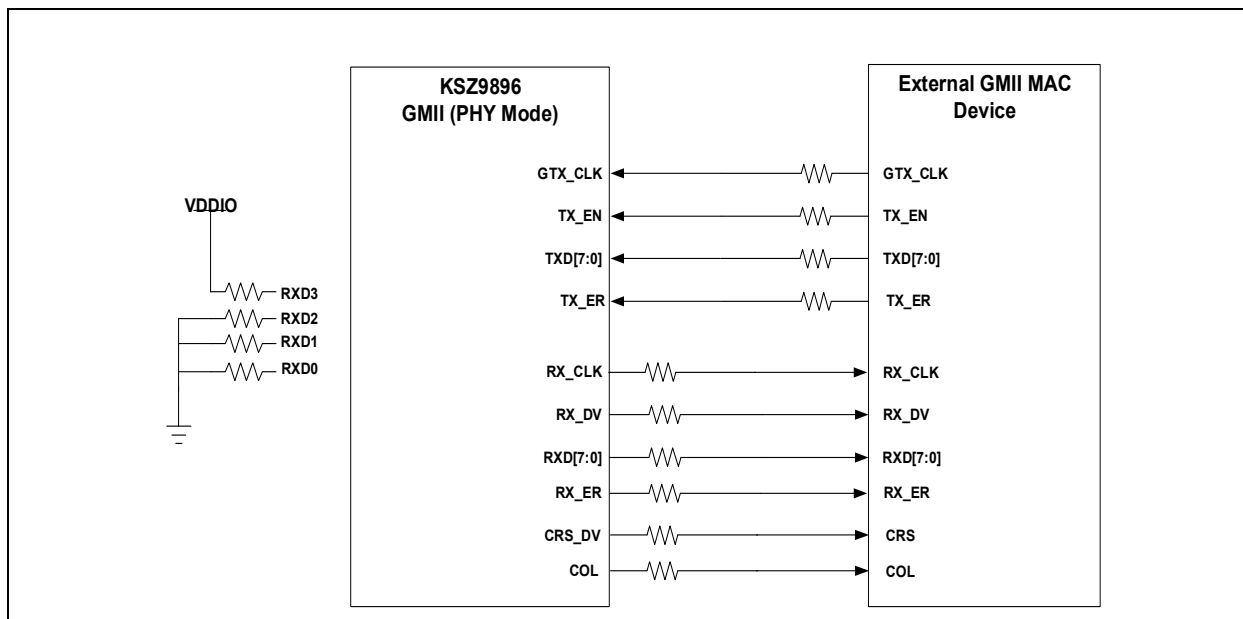 KSZ9896
GMII (PHY Mode)
External GMII MAC
Device
VDDIO
RXD3
RXD2
RXD1
RXD0
GTX_CLK
GTX_CLK
TX_EN
TX_EN
TXD[7:0]
TXD[7:0]
TX_ER
TX_ER
RX_CLK
RX_CLK
RX_DV
RX_DV
RXD[7:0]
RXD[7:0]
RX_ER
RX_ER
CRS_DV
CRS
COL
COL